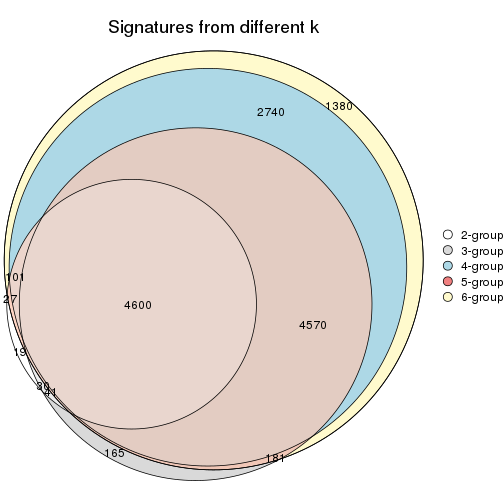 Signatures from different k
1380
2740
101
27
4600
4570
19
30
41
165
181
2-group
3-group
4-group
5-group
6-group